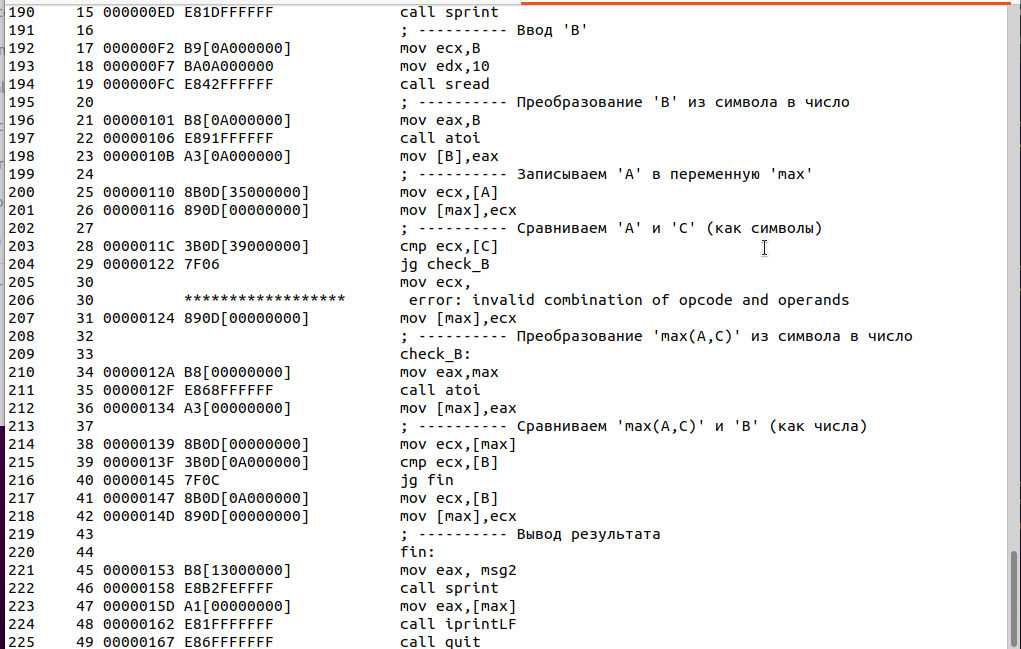 190 15 000000ED E81DFFFFFF call sprint
191 16 ; ---------- Ввод 'B'
192 17 000000F2 B9[0A000000] mov ecx,B
193 18 000000F7 BA0A000000 mov edx,10
194 19 000000FC E842FFFFFF call sread
195 20 ; ---------- Преобразование 'B' из символа в число
196 21 00000101 B8[0A000000] mov eax,B
197 22 00000106 E891FFFFFF call atoi
198 23 0000010B A3[0A000000] mov [B],eax
199 24 ; ---------- Записываем 'A' в переменную 'max'
200 25 00000110 8B0D[35000000] mov ecx,[A]
201 26 00000116 890D[00000000] mov [max],ecx
202 27 ; ---------- Сравниваем 'A' и 'C' (как символы)
203 28 0000011C 3B0D[39000000] cmp ecx,[C]
204 29 00000122 7F06 jg check_B
205 30 mov ecx,
206 30 ****************** error: invalid combination of opcode and operands
207 31 00000124 890D[00000000] mov [max],ecx
208 32 ; ---------- Преобразование 'max(A,C)' из символа в число
209 33 check_B:
210 34 0000012A B8[00000000] mov eax,max
211 35 0000012F E868FFFFFF call atoi
212 36 00000134 A3[00000000] mov [max],eax
213 37 ; ---------- Сравниваем 'max(A,C)' и 'B' (как числа)
214 38 00000139 8B0D[00000000] mov ecx,[max]
215 39 0000013F 3B0D[0A000000] cmp ecx,[B]
216 40 00000145 7F0C jg fin
217 41 00000147 8B0D[0A000000] mov ecx,[B]
218 42 0000014D 890D[00000000] mov [max],ecx
219 43 ; ---------- Вывод результата
220 44 fin:
221 45 00000153 B8[13000000] mov eax, msg2
222 46 00000158 E8B2FEFFFF call sprint
223 47 0000015D A1[00000000] mov eax,[max]
224 48 00000162 E81FFFFFFF call iprintLF
225 49 00000167 E86FFFFFFF call quit